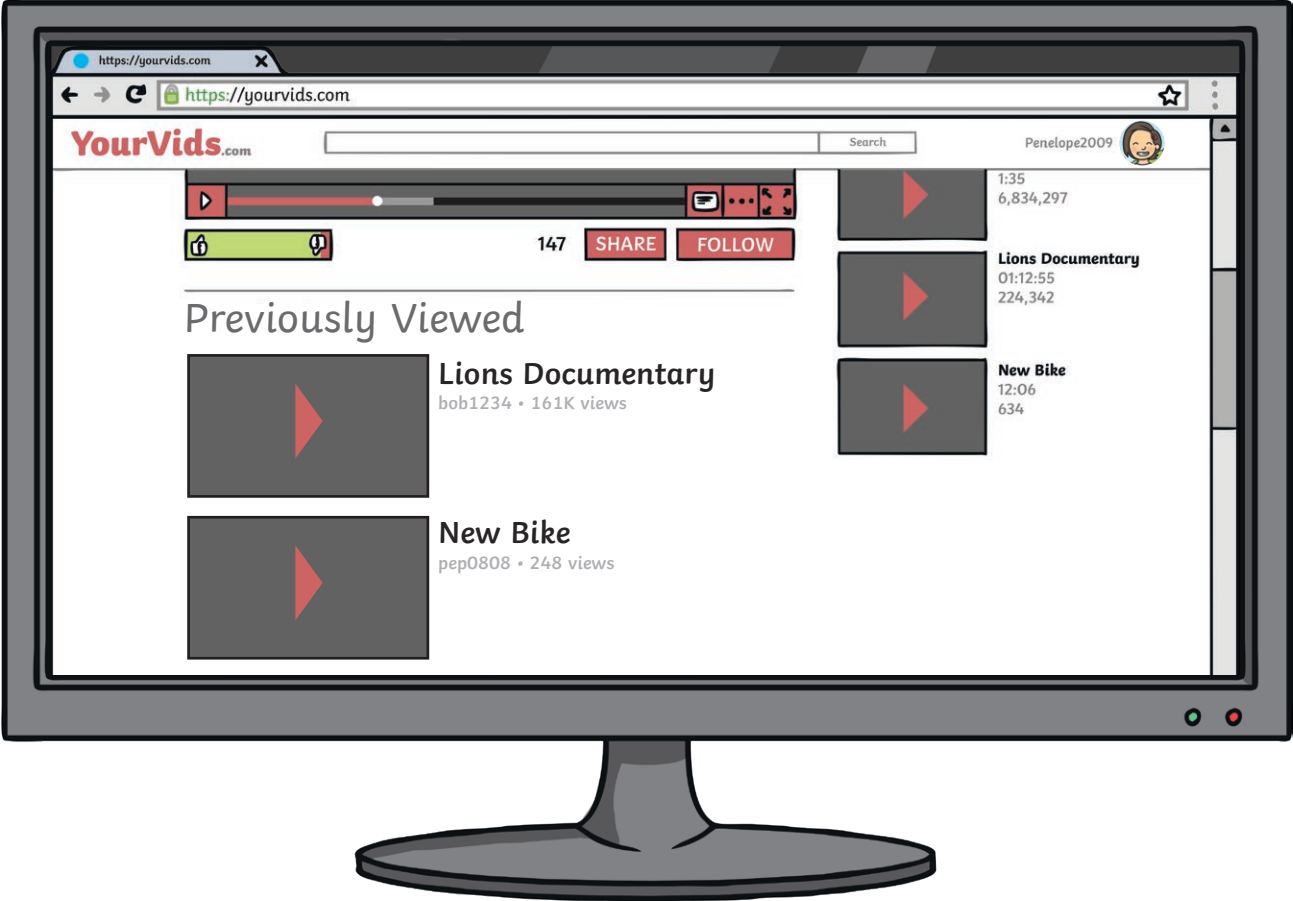 https://yourvids.com
https://yourvids.com
YourVids.com
Search
Penelope2009
147
SHARE
FOLLOW
Previously Viewed
Lions Documentary
bob1234 • 161K views
New Bike
pep0808 • 248 views
1:35
6,834,297
Lions Documentary
01:12:55
224,342
New Bike
12:06
634